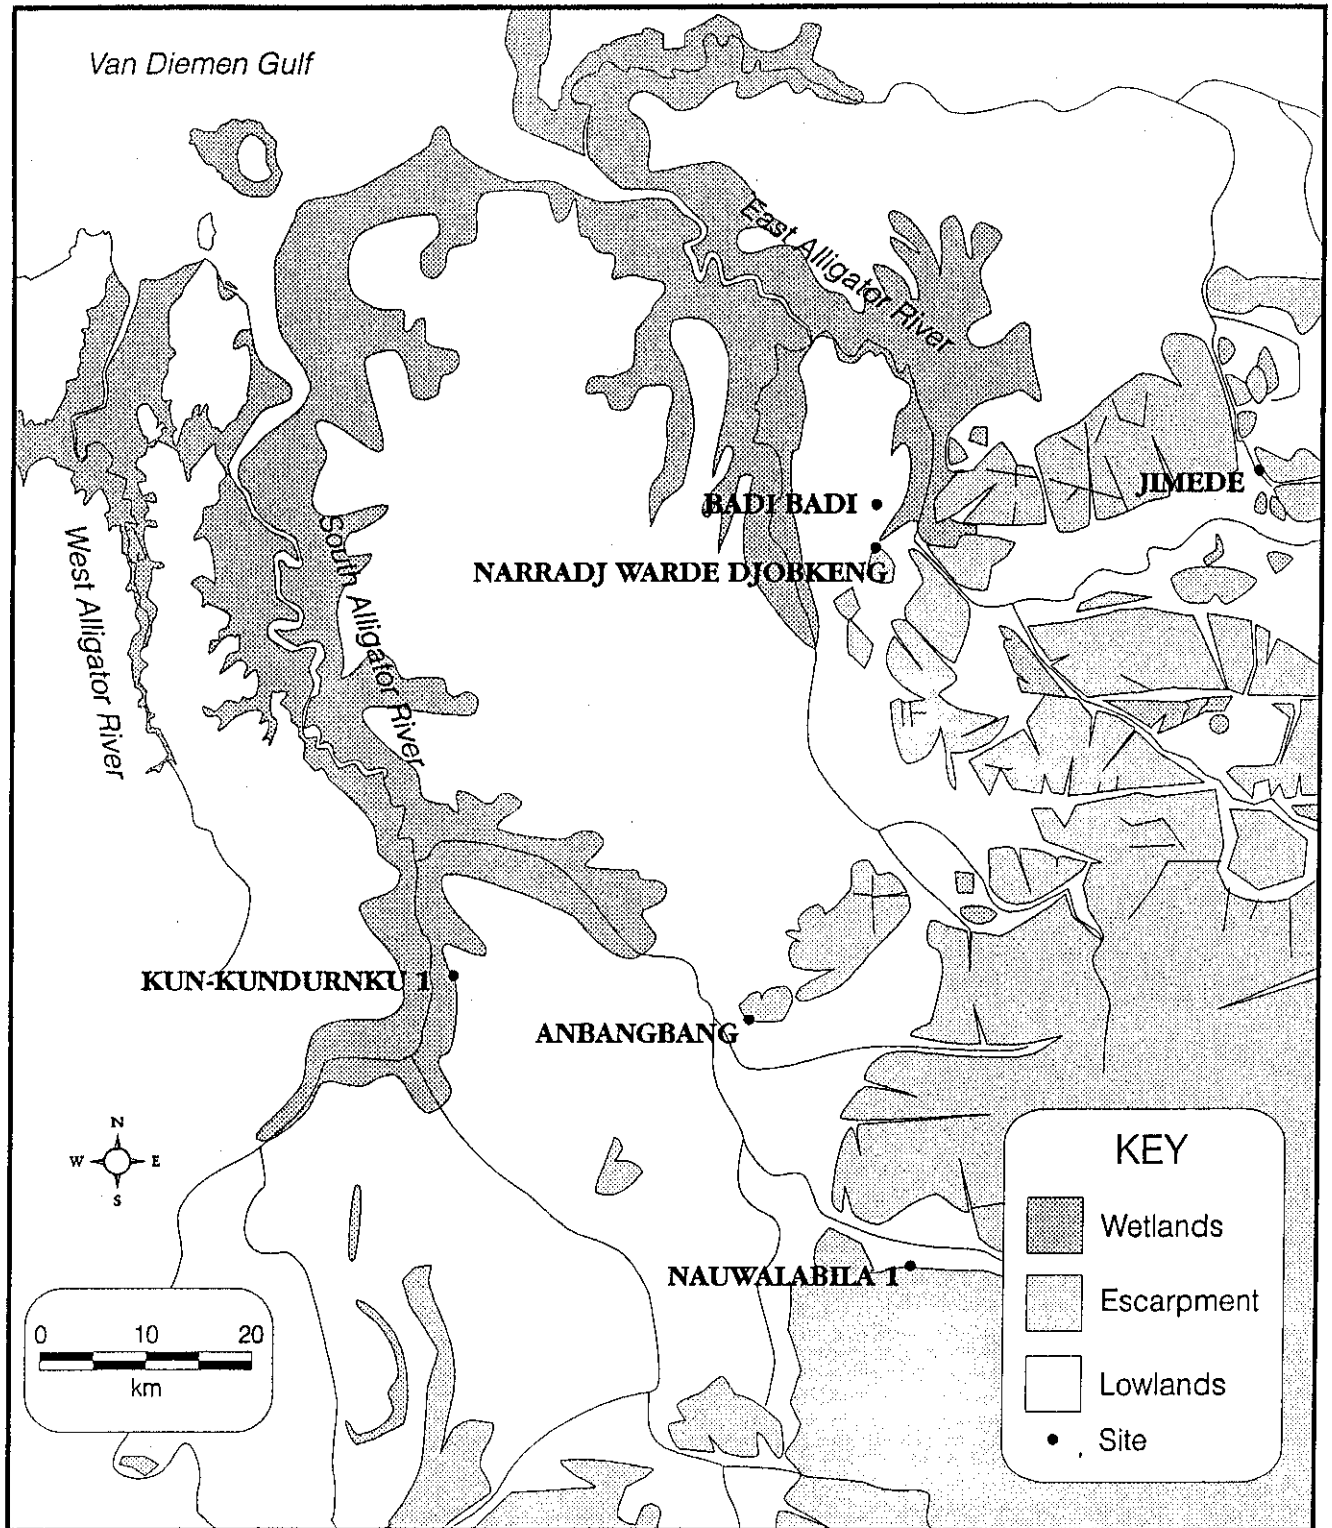 Van Diemen Gulf
East Alligator River
JIMEDE
BADI BADI
NARRADJ WARDE DJOBKENG
West Alligator River
South Alligator River
KUN-KUNDURNKU 1
ANBANGBANG
N
W E
S
NAUWALABILA 1
0 10 20
km
KEY
Wetlands
Escarpment
Lowlands
Site